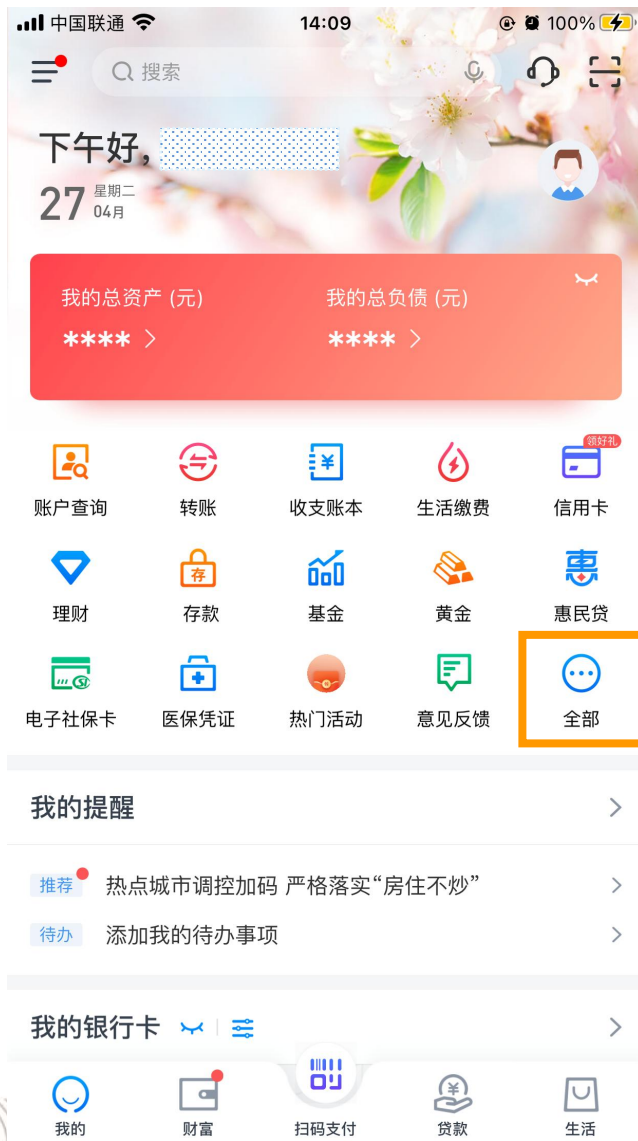 中国联通 14:09 100%
搜索
下午好，
27 星期二
04月
我的总资产 (元) 我的总负债 (元)
**** ****
领好礼
账户查询 转账 收支账本 生活缴费 信用卡
存 惠
理财 存款 基金 黄金 惠民贷
电子社保卡 医保凭证 热门活动 意见反馈 全部
我的提醒
推荐 热点城市调控加码 严格落实“房住不炒”
待办 添加我的待办事项
我的银行卡
我的 财富 扫码支付 贷款 生活